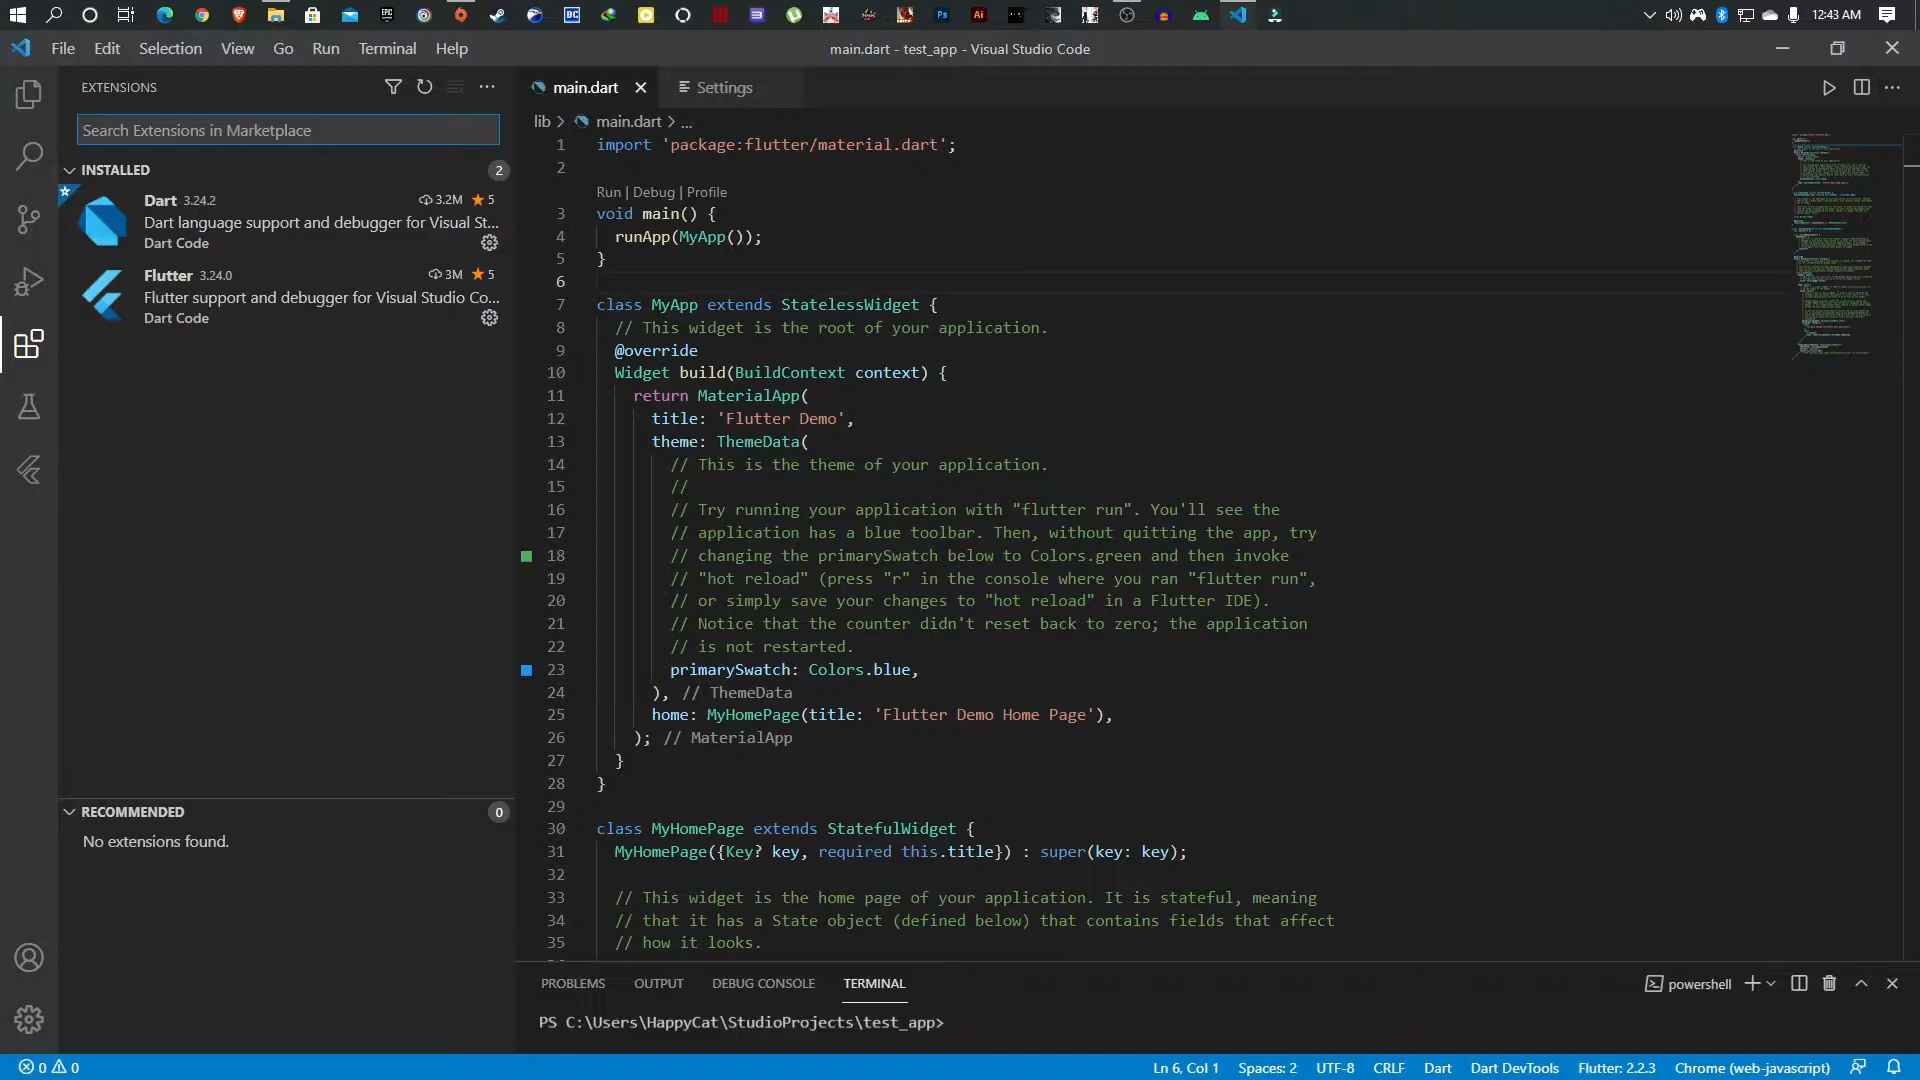 12:43 AM
File Edit Selection View Go Run Terminal Help
main.dart - test_app - Visual Studio Code
EXTENSIONS
Search Extensions in Marketplace
INSTALLED 2
Dart 3.24.2 3.2M 5
Dart language support and debugger for Visual St...
Dart Code
Flutter 3.24.0 3M 5
Flutter support and debugger for Visual Studio Co...
Dart Code
RECOMMENDED 0
No extensions found.
main.dart Settings
lib > main.dart > ...
1 import 'package:flutter/material.dart';
2
Run | Debug | Profile
3 void main() {
4 runApp(MyApp());
5 }
6
7 class MyApp extends StatelessWidget {
8 // This widget is the root of your application.
9 @override
10 Widget build(BuildContext context) {
11 return MaterialApp(
12 title: 'Flutter Demo',
13 theme: ThemeData(
14 // This is the theme of your application.
15 //
16 // Try running your application with "flutter run". You'll see the
17 // application has a blue toolbar. Then, without quitting the app, try
18 // changing the primarySwatch below to Colors.green and then invoke
19 // "hot reload" (press "r" in the console where you ran "flutter run",
20 // or simply save your changes to "hot reload" in a Flutter IDE).
21 // Notice that the counter didn't reset back to zero; the application
22 // is not restarted.
23 primarySwatch: Colors.blue,
24 ), // ThemeData
25 home: MyHomePage(title: 'Flutter Demo Home Page'),
26 ); // MaterialApp
27 }
28 }
29
30 class MyHomePage extends StatefulWidget {
31 MyHomePage({Key? key, required this.title}) : super(key: key);
32
33 // This widget is the home page of your application. It is stateful, meaning
34 // that it has a State object (defined below) that contains fields that affect
35 // how it looks.
PROBLEMS OUTPUT DEBUG CONSOLE TERMINAL powershell
PS C:\Users\HappyCat\StudioProjects\test_app>
0 0 Ln 6, Col 1 Spaces: 2 UTF-8 CRLF Dart Dart DevTools Flutter: 2.2.3 Chrome (web-javascript)